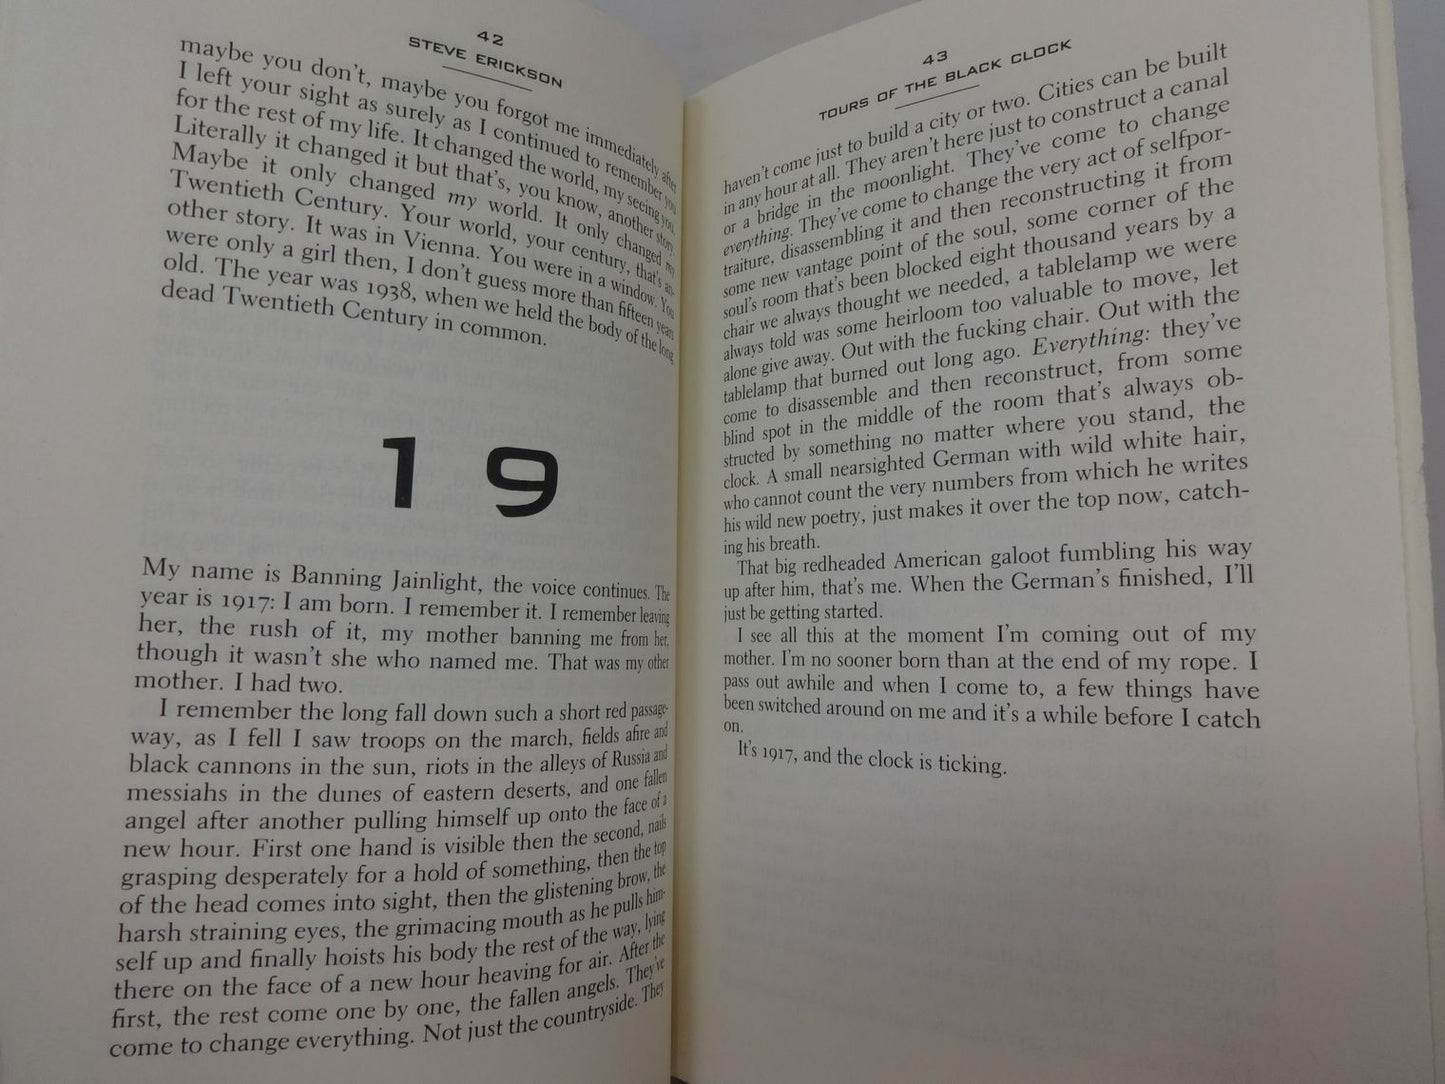 42
STEVE ERICKSON
maybe you don't, maybe you forgot me immediately after
I left your sight as surely as I continued to remember you
for the rest of my life. It changed the world, my seeing you.
Literally it changed it but that's, you know, another story.
Maybe it only changed my world. It only changed my
Twentieth Century. Your world, your century, that's an-
other story. It was in Vienna. You were in a window. You
were only a girl then, I don't guess more than fifteen years
old. The year was 1938, when we held the body of the long
dead Twentieth Century in common.
19
My name is Banning Jainlight, the voice continues. The
year is 1917: I am born. I remember it. I remember leaving
her, the rush of it, my mother banning me from her,
though it wasn't she who named me. That was my other
mother. I had two.
I remember the long fall down such a short red passage-
way, as I fell I saw troops on the march, fields afire and
black cannons in the sun, riots in the alleys of Russia and
messiahs in the dunes of eastern deserts, and one fallen
angel after another pulling himself up onto the face of a
new hour. First one hand is visible then the second, nails
grasping desperately for a hold of something, then the top
of the head comes into sight, then the glistening brow, the
harsh straining eyes, the grimacing mouth as he pulls him-
self up and finally hoists his body the rest of the way, lying
there on the face of a new hour heaving for air. After the
first, the rest come one by one, the fallen angels. They've
come to change everything. Not just the countryside. They
43
TOURS OF THE BLACK CLOCK
haven't come just to build a city or two. Cities can be built
in any hour at all. They aren't here just to construct a canal
or a bridge in the moonlight. They've come to change
everything. They've come to change the very act of selfpor-
traiture, disassembling it and then reconstructing it from
some new vantage point of the soul, some corner of the
soul's room that's been blocked eight thousand years by a
chair we always thought we needed, a tablelamp we were
always told was some heirloom too valuable to move, let
alone give away. Out with the fucking chair. Out with the
tablelamp that burned out long ago. Everything: they've
come to disassemble and then reconstruct, from some
blind spot in the middle of the room that's always ob-
structed by something no matter where you stand, the
clock. A small nearsighted German with wild white hair,
who cannot count the very numbers from which he writes
his wild new poetry, just makes it over the top now, catch-
ing his breath.
That big redheaded American galoot fumbling his way
up after him, that's me. When the German's finished, I'll
just be getting started.
I see all this at the moment I'm coming out of my
mother. I'm no sooner born than at the end of my rope. I
pass out awhile and when I come to, a few things have
been switched around on me and it's a while before I catch
on.
It's 1917, and the clock is ticking.